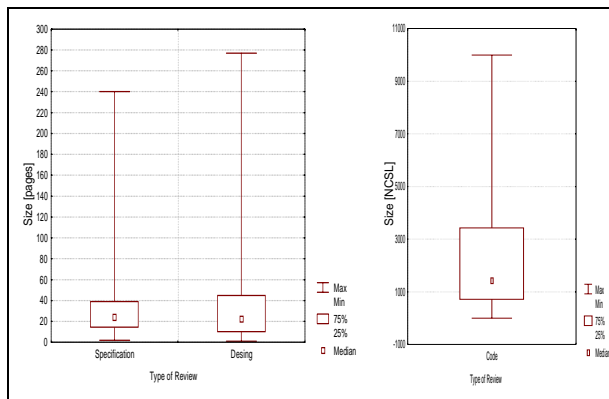 300
280
260
240
220
200
180
160
140
120
100
80
60
40
20
0
Size [pages]
Specification
Desing
Type of Review
Max
Min
75%
25%
Median
11000
9000
7000
5000
3000
1000
-1000
Size [NCSL]
Code
Type of Review
Max
Min
75%
25%
Median